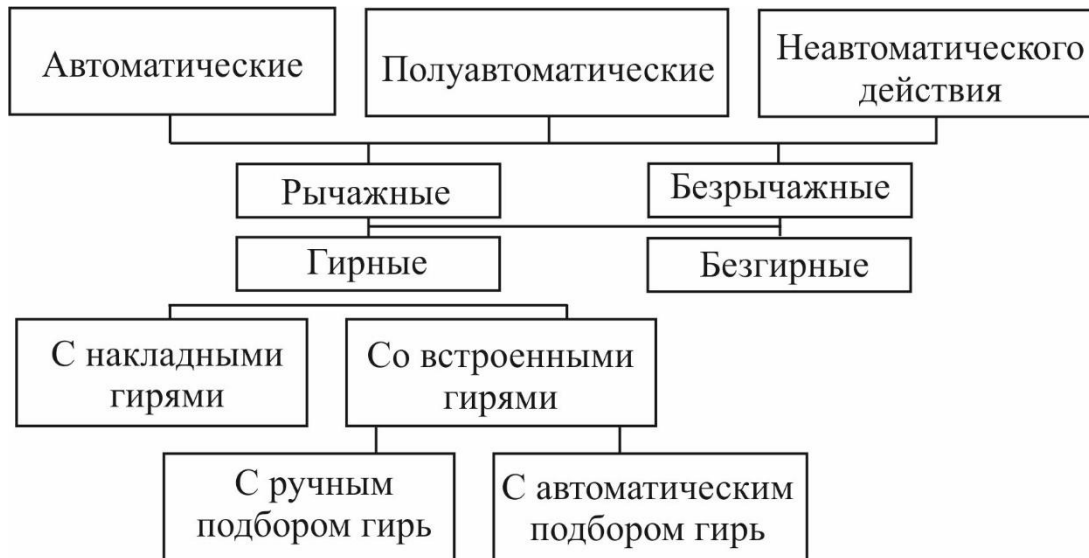 Автоматические
Полуавтоматические
Неавтоматического
действия
Рычажные
Безрычажные
Гирные
Безгирные
С накладными
гирями
Со встроенными
гирями
С ручным
подбором гирь
С автоматическим
подбором гирь